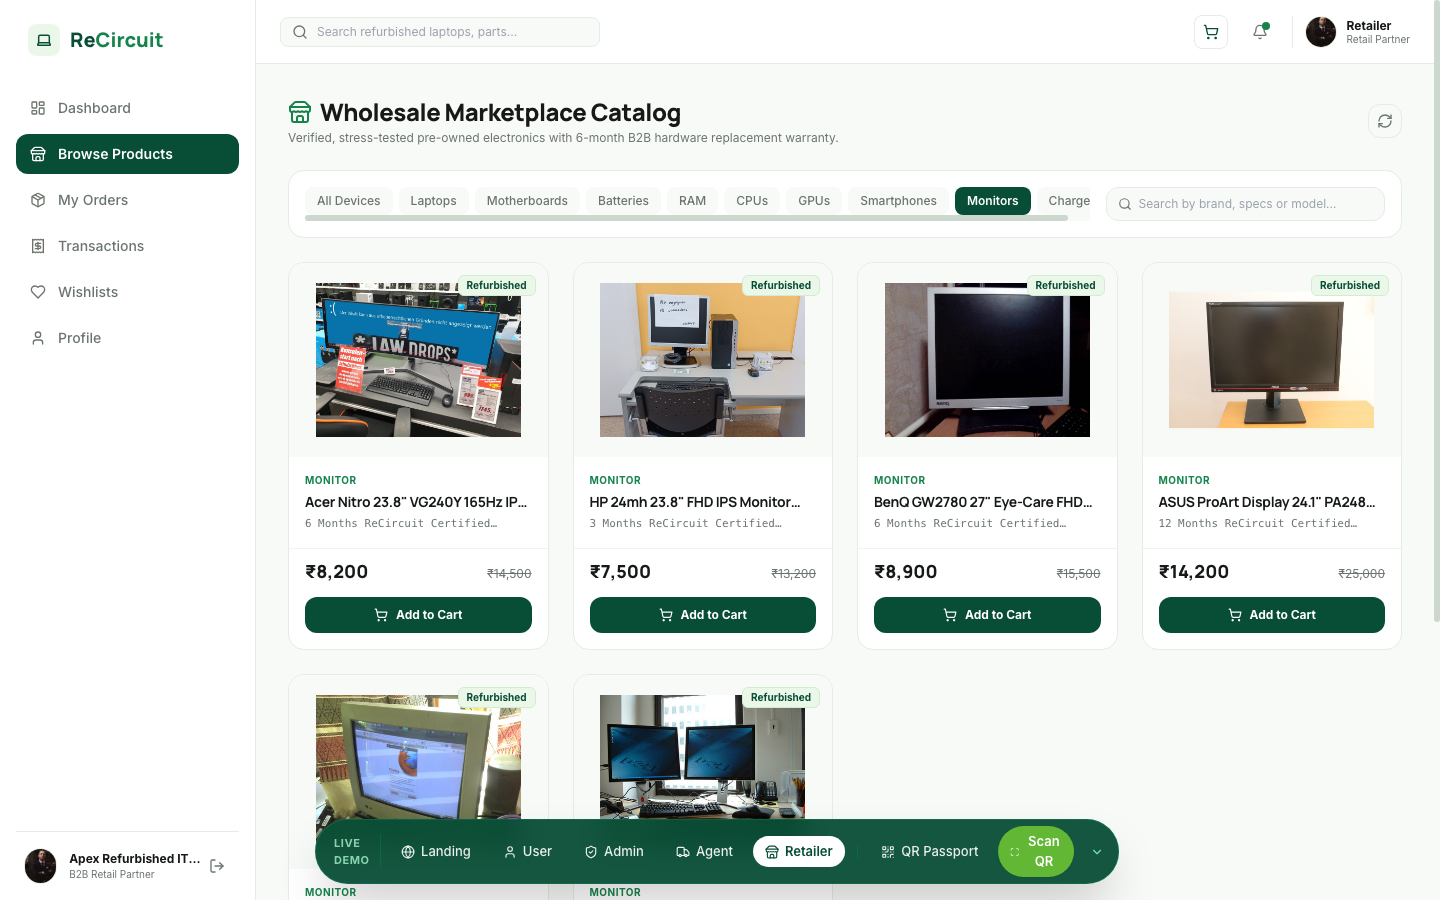 ReCircuit
Search refurbished laptops, parts...
Retailer
Retail Partner
Dashboard
Browse Products
My Orders
Transactions
Wishlists
Profile
Wholesale Marketplace Catalog
Verified, stress-tested pre-owned electronics with 6-month B2B hardware replacement warranty.
All Devices
Laptops
Motherboards
Batteries
RAM
CPUs
GPUs
Smartphones
Monitors
Charge
Search by brand, specs or model...
Refurbished
*LAW DROPS*
MONITOR
Acer Nitro 23.8" VG240Y 165Hz IP...
6 Months ReCircuit Certified…
₹8,200
₹14,500
Add to Cart
Refurbished
MONITOR
HP 24mh 23.8" FHD IPS Monitor...
3 Months ReCircuit Certified…
₹7,500
₹13,200
Add to Cart
Refurbished
MONITOR
BenQ GW2780 27" Eye-Care FHD...
6 Months ReCircuit Certified…
₹8,900
₹15,500
Add to Cart
Refurbished
MONITOR
ASUS ProArt Display 24.1" PA248...
12 Months ReCircuit Certified…
₹14,200
₹25,000
Add to Cart
Refurbished
MONITOR
Refurbished
MONITOR
Apex Refurbished IT...
B2B Retail Partner
LIVE
DEMO
Landing
User
Admin
Agent
Retailer
QR Passport
Scan
QR